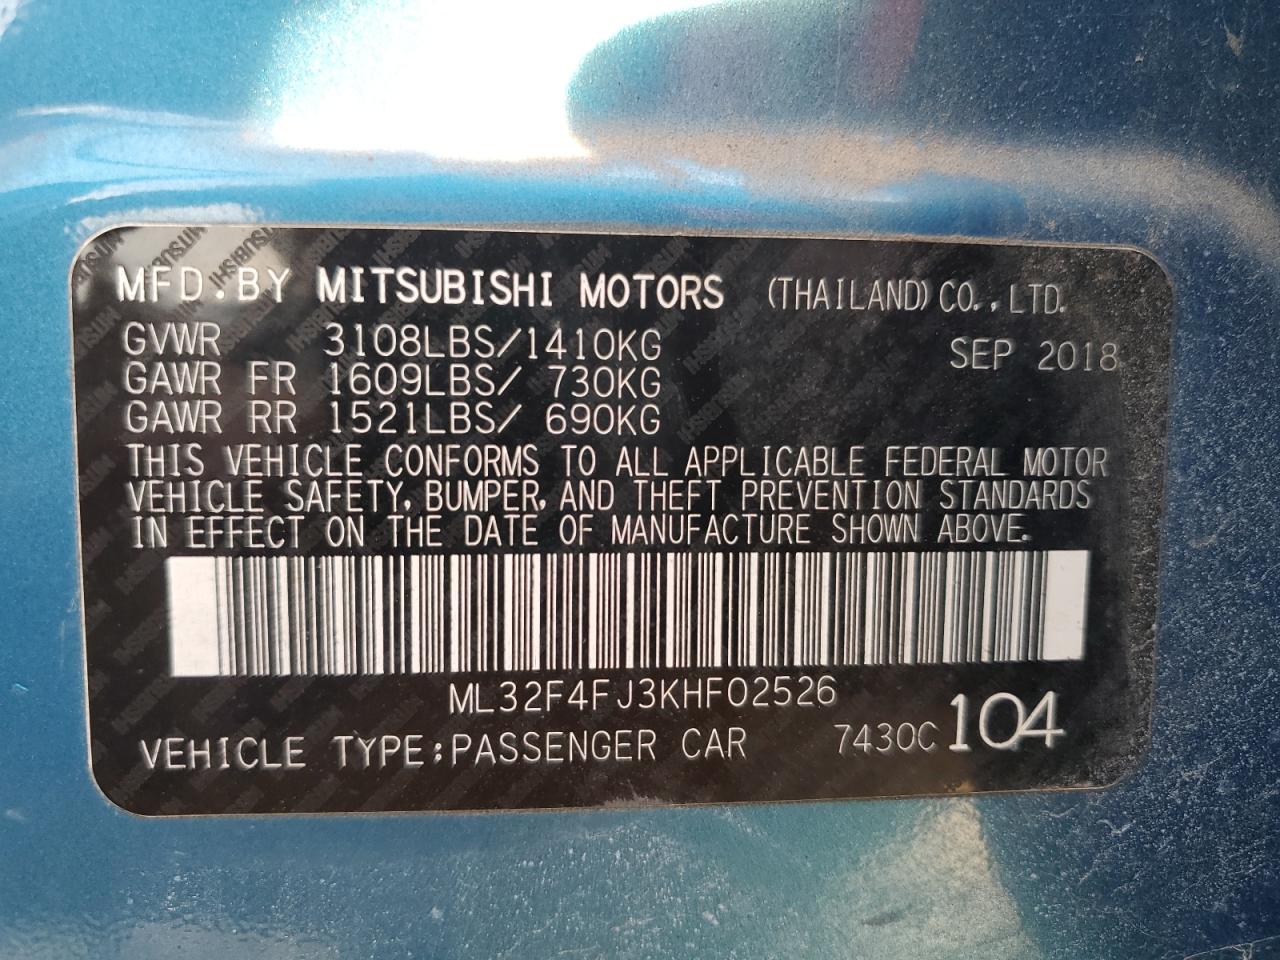 MFD.BY MITSUBISHI MOTORS (THAILAND) CO.,LTD.
GVWR 3108LBS/1410KG SEP 2018
GAWR FR 1609LBS/ 730KG
GAWR RR 1521LBS/ 690KG
THIS VEHICLE CONFORMS TO ALL APPLICABLE FEDERAL MOTOR
VEHICLE SAFETY, BUMPER, AND THEFT PREVENTION STANDARDS
IN EFFECT ON THE DATE OF MANUFACTURE SHOWN ABOVE.
ML32F4FJ3KHF02526
VEHICLE TYPE:PASSENGER CAR 7430C 104